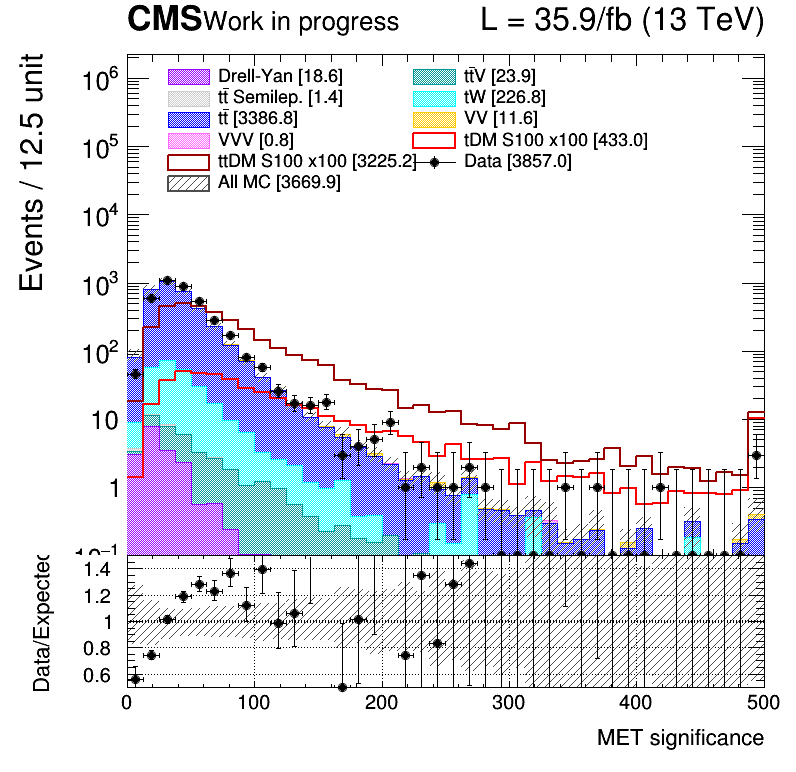 CMS Work in progress L = 35.9/fb (13 TeV)
Events / 12.5 unit
Drell-Yan [18.6] tt̄V [23.9]
tt̄ Semilep. [1.4] tW [226.8]
tt̄ [3386.8] VV [11.6]
VVV [0.8] tDM S100 x100 [433.0]
ttDM S100 x100 [3225.2] Data [3857.0]
All MC [3669.9]
10⁶
10⁵
10⁴
10³
10²
10
1
10⁻¹
Data/Expected
1.4
1.2
1
0.8
0.6
0 100 200 300 400 500
MET significance